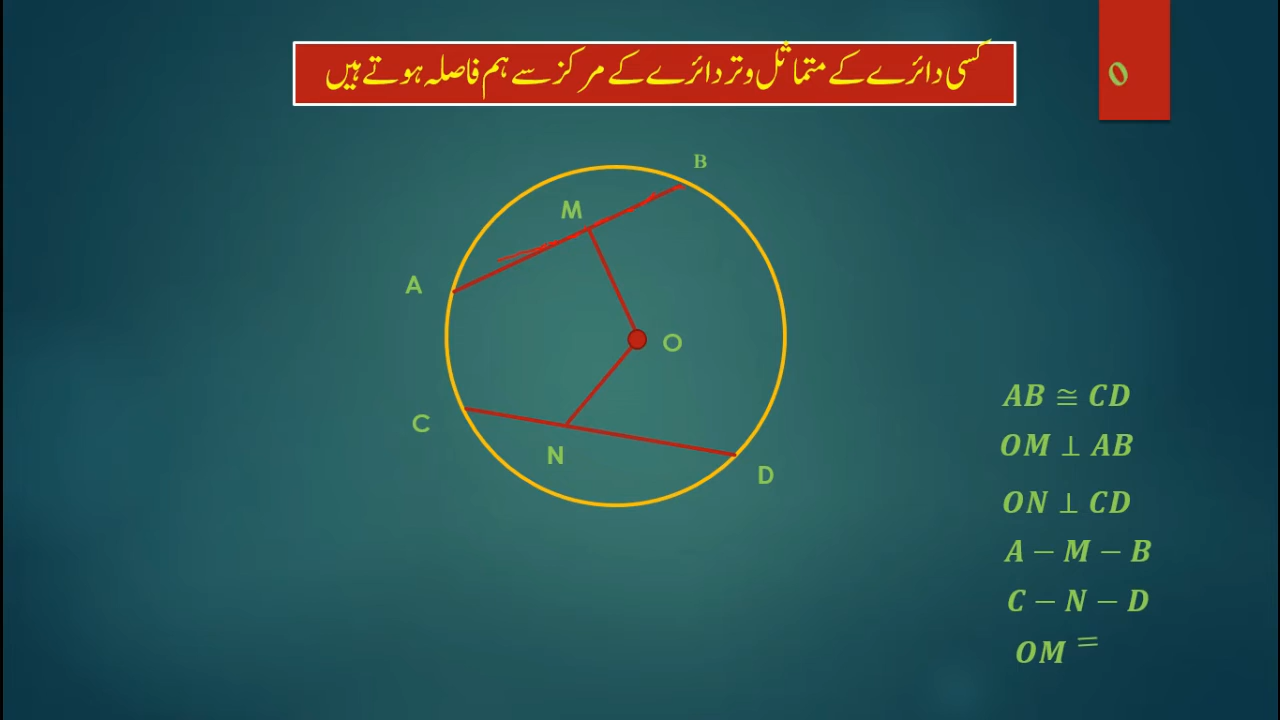 کسی دائرے کے متماثل وتر دائرے کے مرکز سے ہم فاصلہ ہوتے ہیں
0
B
M
A
O
C
N
D
AB ≅ CD
OM ⊥ AB
ON ⊥ CD
A − M − B
C − N − D
OM =